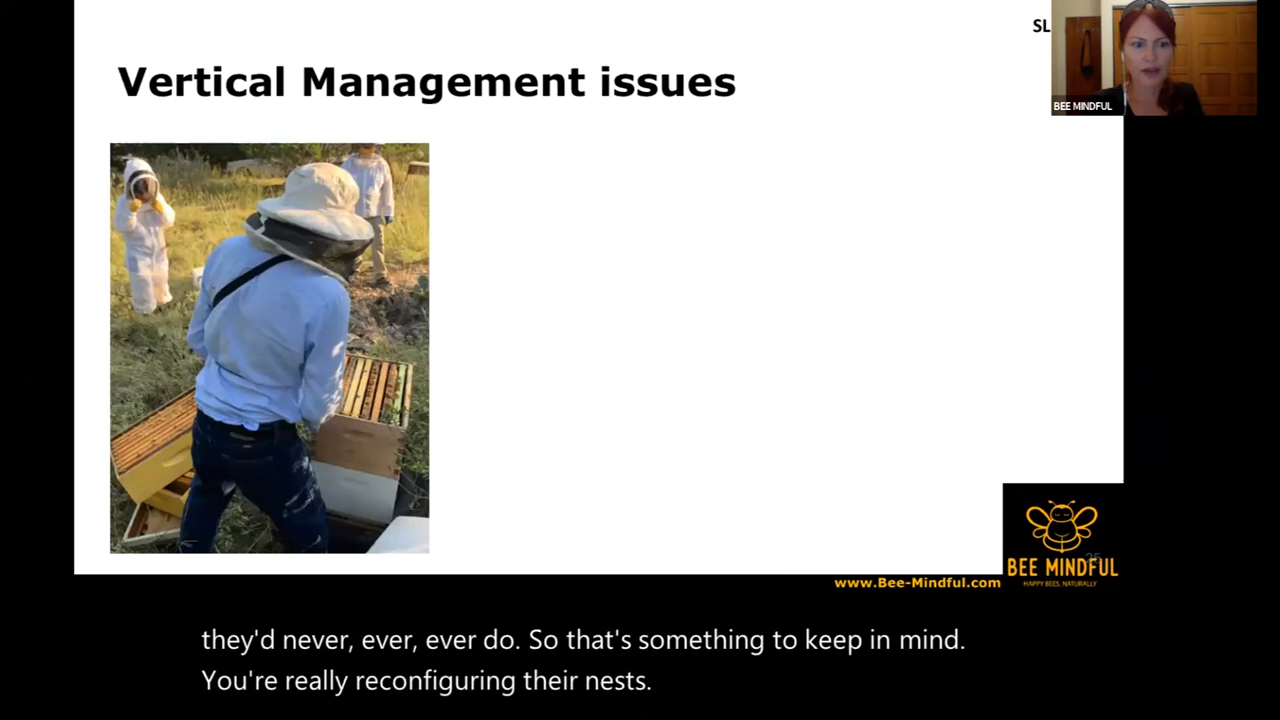 SL
Vertical Management issues
BEE MINDFUL
25
BEE MINDFUL
HAPPY BEES, NATURALLY
www.Bee-Mindful.com
they'd never, ever, ever do. So that's something to keep in mind.
You're really reconfiguring their nests.